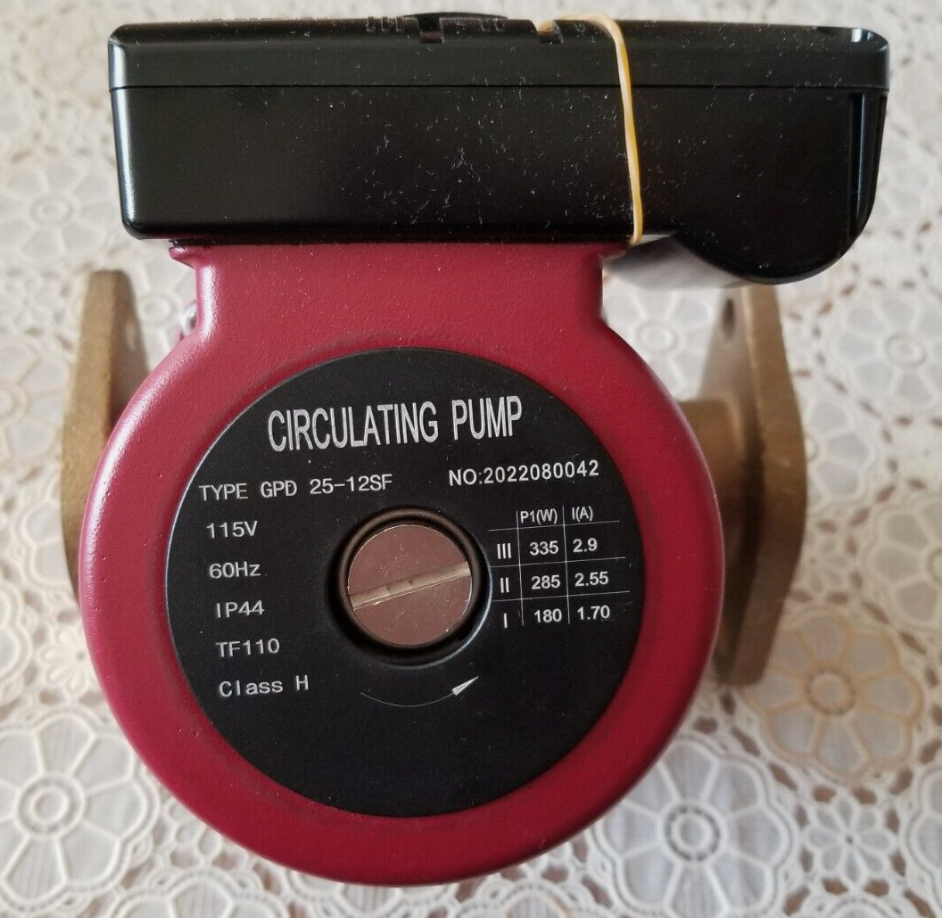 CIRCULATING PUMP
TYPE GPD 25-12SF
NO:2022080042
115V
60Hz
IP44
TF110
Class H
P1(W) I(A)
III 335 2.9
II 285 2.55
I 180 1.70